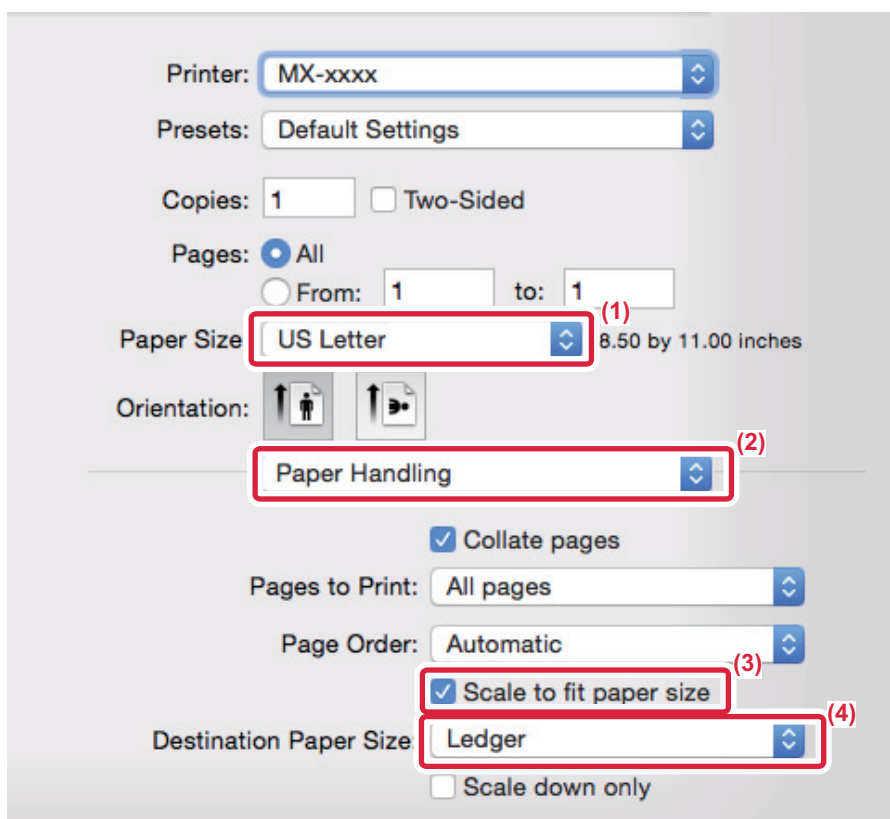 Printer: MX-xxxx
Presets: Default Settings
Copies: 1 Two-Sided
Pages: All
From: 1 to: 1
(1)
Paper Size US Letter 8.50 by 11.00 inches
Orientation:
(2)
Paper Handling
Collate pages
Pages to Print: All pages
Page Order: Automatic
(3)
Scale to fit paper size
(4)
Destination Paper Size: Ledger
Scale down only